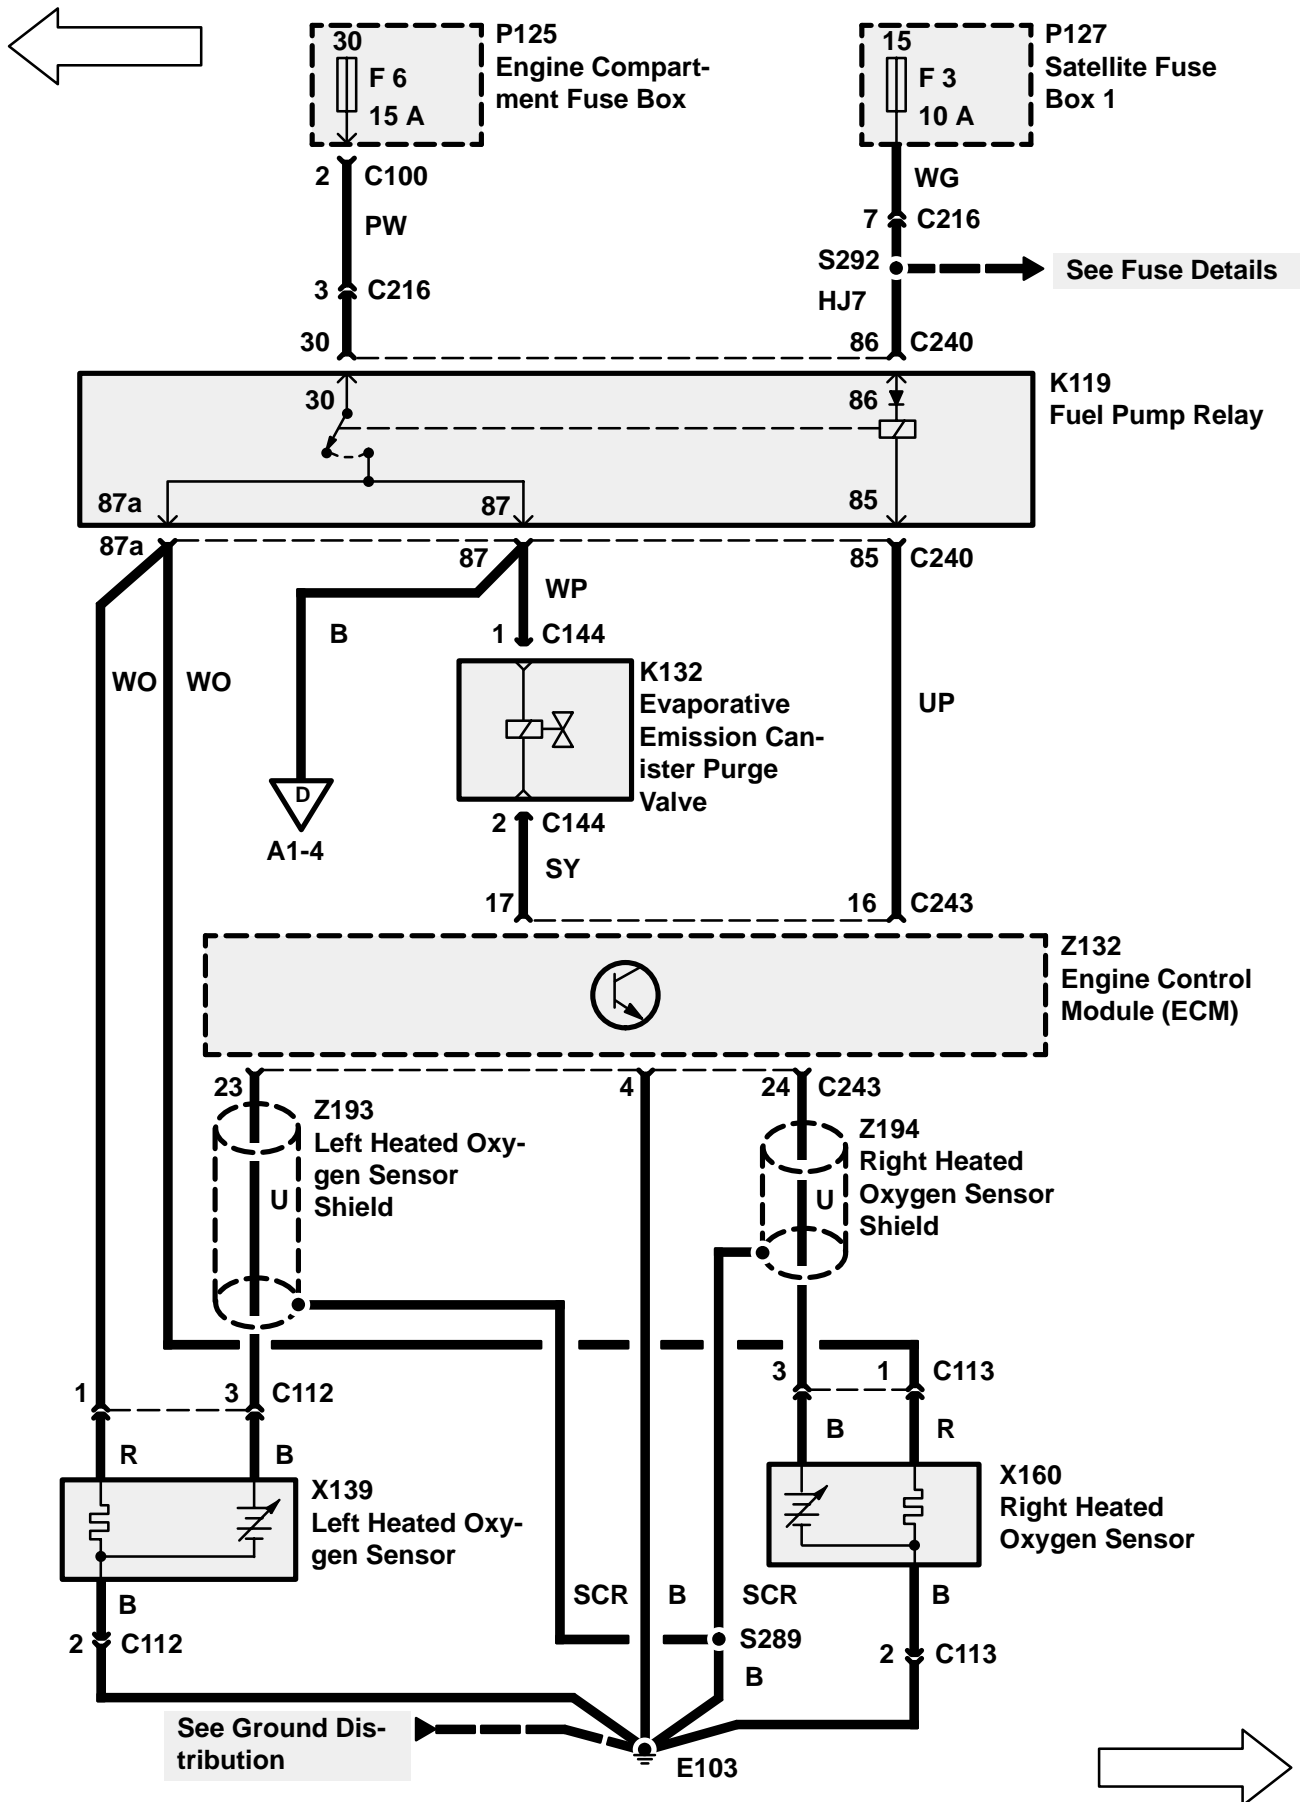 30
F 6
15 A
P125
Engine Compart-
ment Fuse Box
15
F 3
10 A
P127
Satellite Fuse
Box 1
2 C100
PW
3 C216
30
WG
7 C216
S292
See Fuse Details
HJ7
86 C240
30
86
K119
Fuel Pump Relay
87a
87
85
87a
87
85 C240
WP
B
1 C144
WO
WO
K132
Evaporative
Emission Can-
ister Purge
Valve
UP
D
A1-4
2 C144
SY
17
16 C243
Z132
Engine Control
Module (ECM)
23
4
24 C243
Z193
Left Heated Oxy-
gen Sensor
Shield
U
Z194
Right Heated
Oxygen Sensor
Shield
U
1
3 C112
3
1 C113
R
B
B
R
X139
Left Heated Oxy-
gen Sensor
X160
Right Heated
Oxygen Sensor
B
SCR
B
SCR
B
2 C112
S289
2 C113
B
See Ground Dis-
tribution
E103